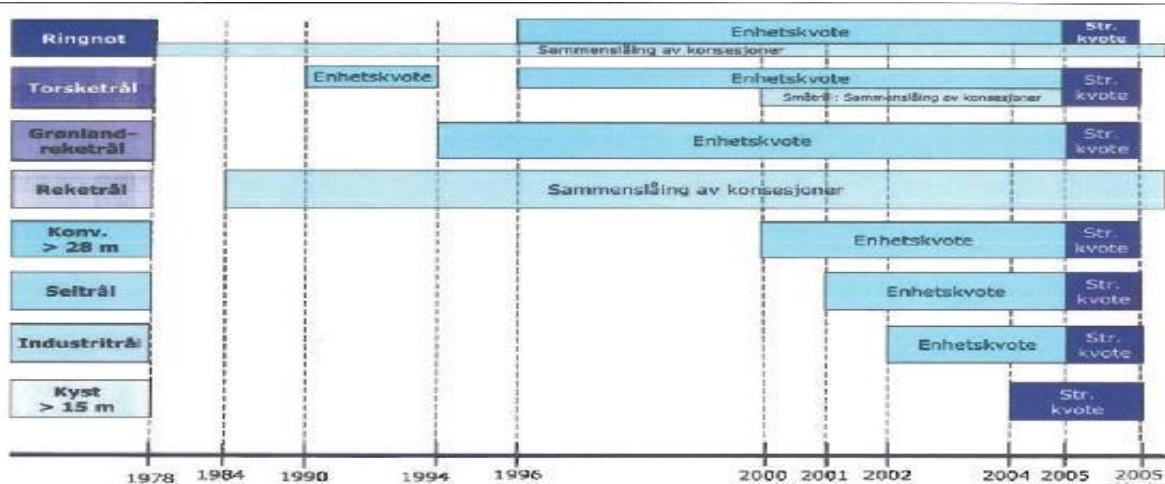 Ringnot
Enhetskvote
Str.
kvote
Sammenslåing av konsesjoner
Torsketrål
Enhetskvote
Enhetskvote
Str.
kvote
Småtrål: Sammenslåing av konsesjoner
Grønland-
reketrål
Enhetskvote
Str.
kvote
Reketrål
Sammenslåing av konsesjoner
Konv.
> 28 m
Enhetskvote
Str.
kvote
Seitrål
Enhetskvote
Str.
kvote
Industritrål
Enhetskvote
Str.
kvote
Kyst
> 15 m
Str.
kvote
1978 1984 1990 1994 1996 2000 2001 2002 2004 2005 2005